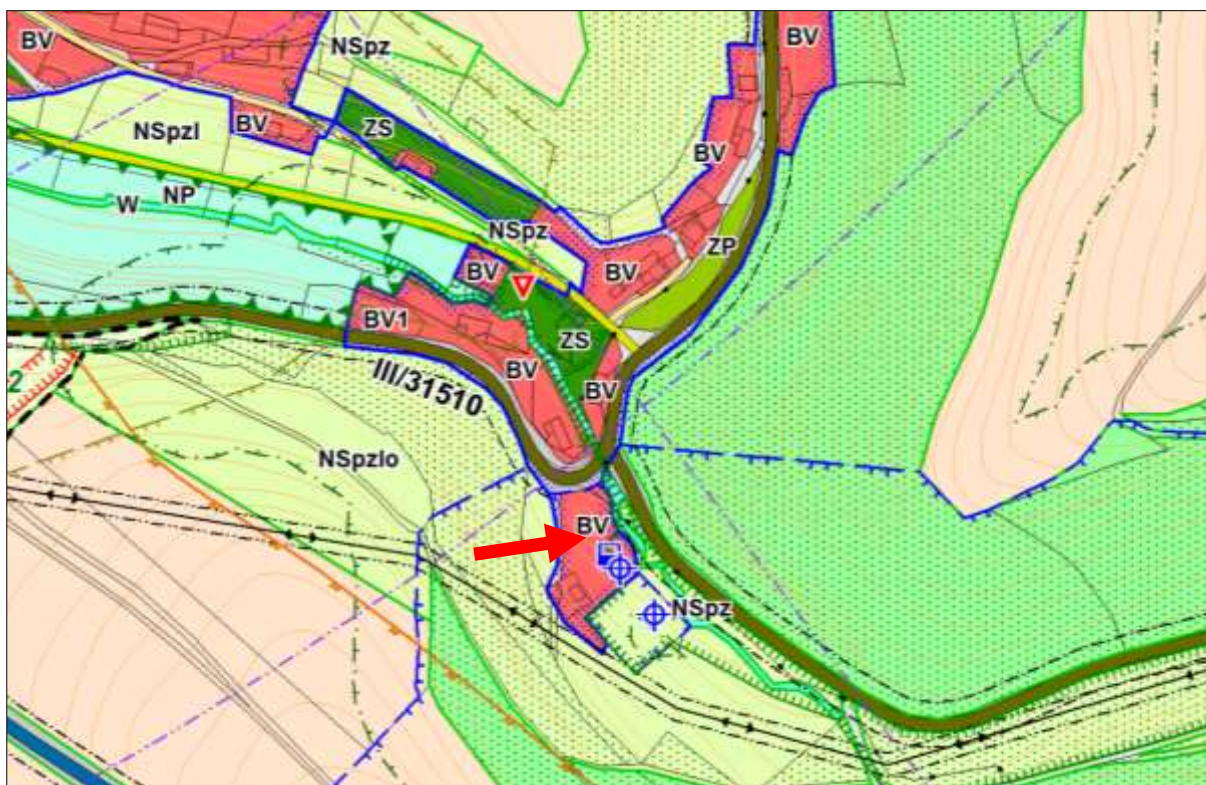 BV
NSpz
BV
BV
ZS
NSpzl
BV
W
NP
NSpz
ZP
BV
BV
BV1
ZS
BV
BV
III/31510
2
NSpzlo
BV
NSpz